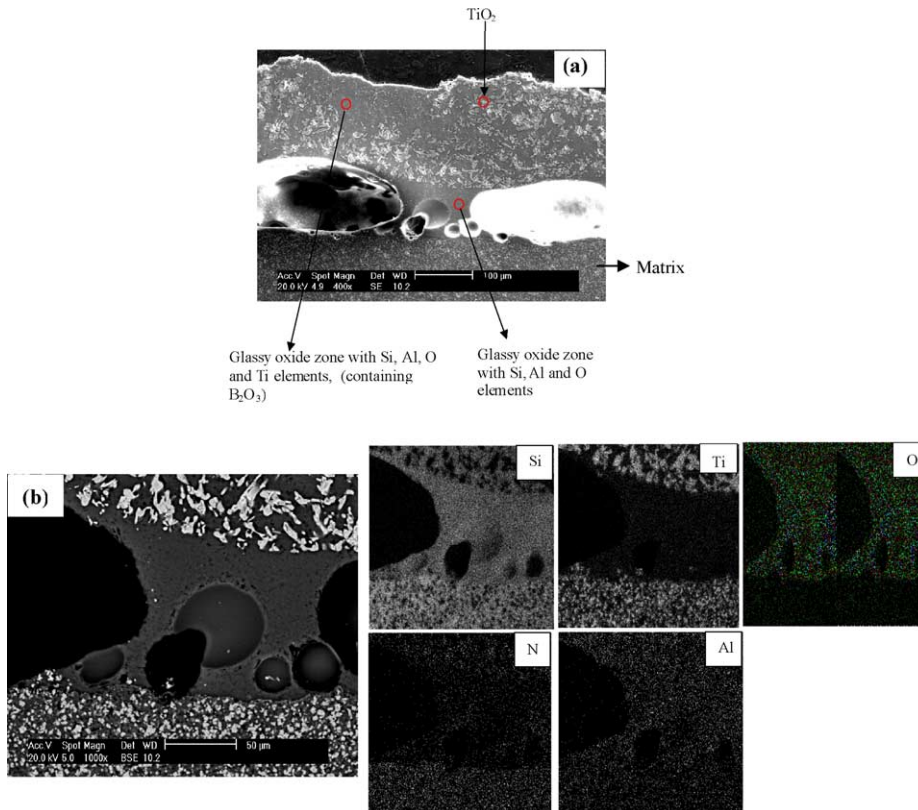 TiO2
(a)
Matrix
Acc.V Spot Magn Det WD 100 µm
20.0 kV 4.9 400x SE 10.2
Glassy oxide zone with Si, Al, O
and Ti elements, (containing
B2O3)
Glassy oxide zone
with Si, Al and O
elements
(b)
Si
Ti
O
Acc.V Spot Magn Det WD 50 µm
20.0 kV 5.0 1000x BSE 10.2
N
Al